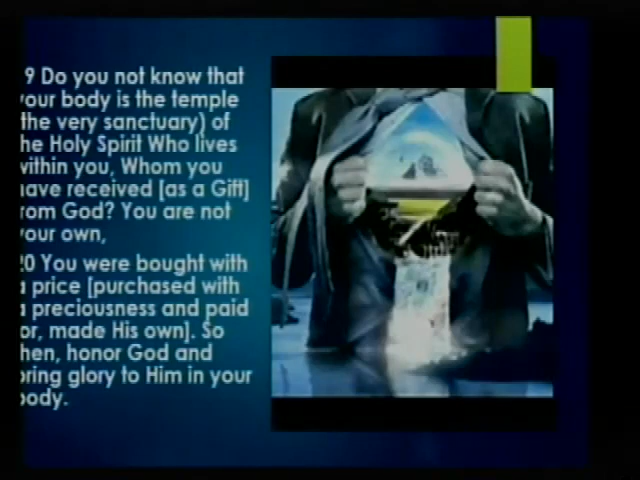 9 Do you not know that
our body is the temple
the very sanctuary) of
he Holy Spirit Who lives
within you, Whom you
have received [as a Gift]
rom God? You are not
our own,
20 You were bought with
a price [purchased with
a preciousness and paid
or, made His own]. So
hen, honor God and
bring glory to Him in your
body.